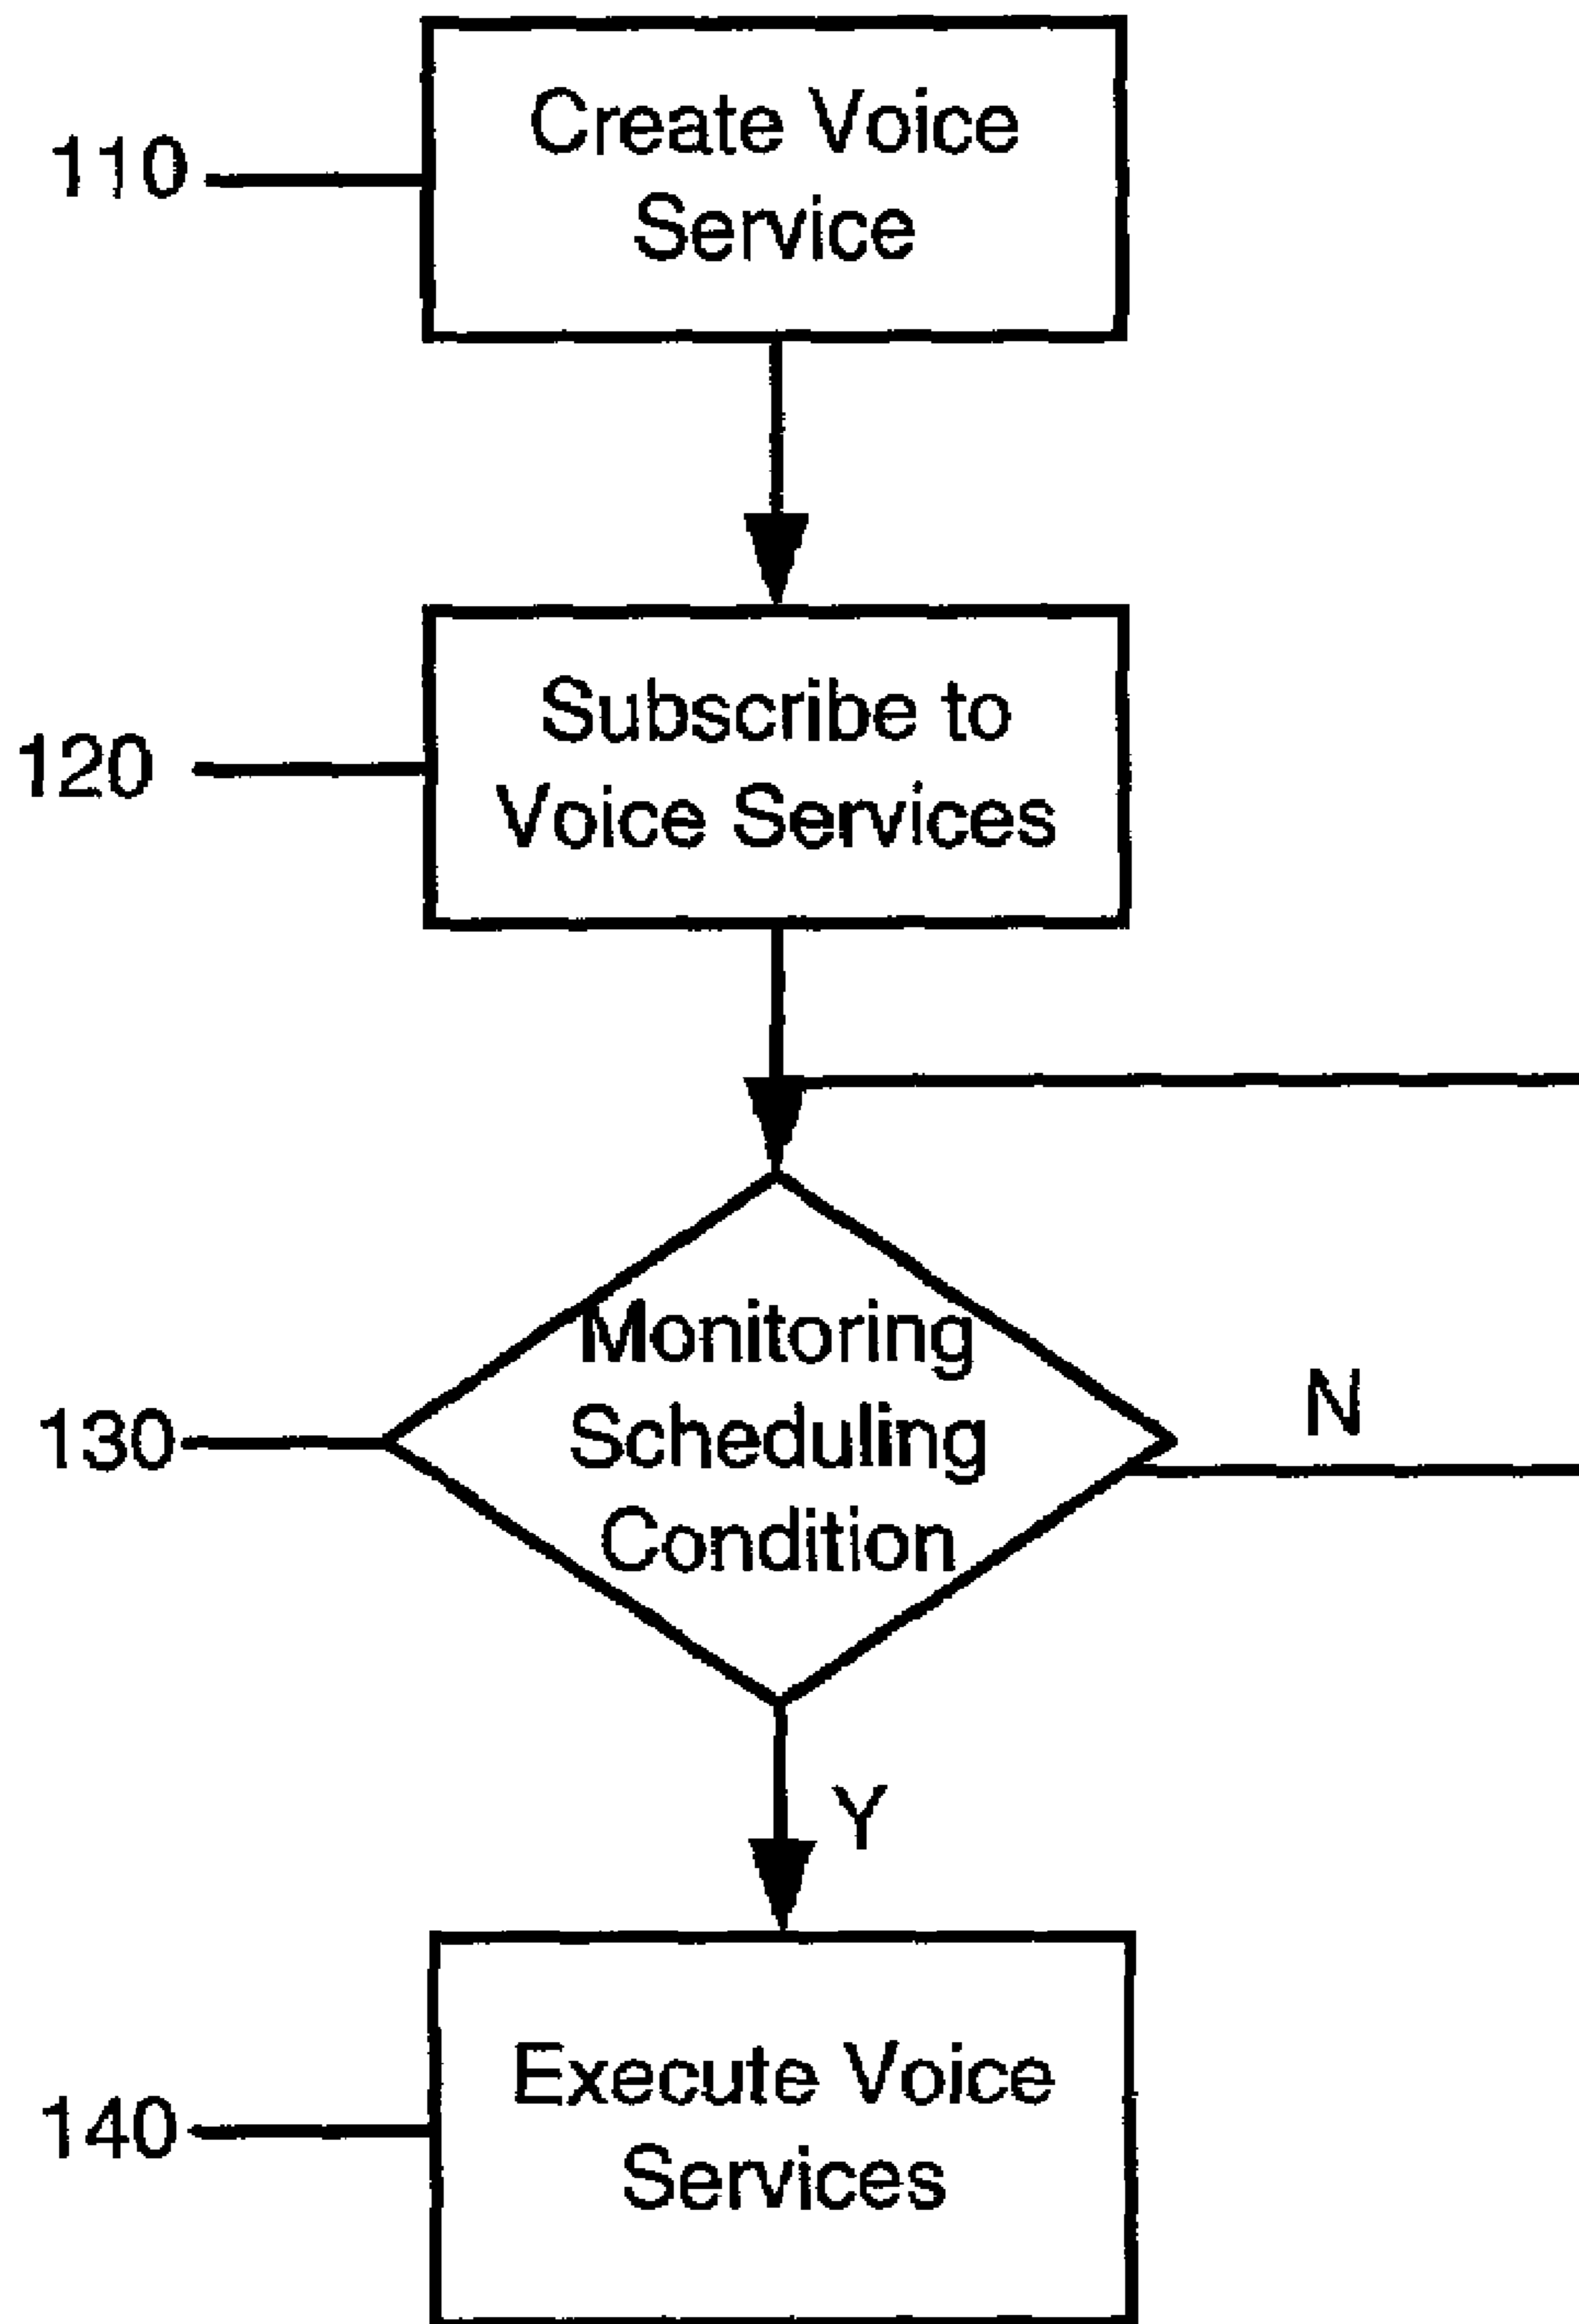 110
Create Voice
Service
120
Subscribe to
Voice Services
130
Monitoring
Scheduling
Condition
N
Y
140
Execute Voice
Services